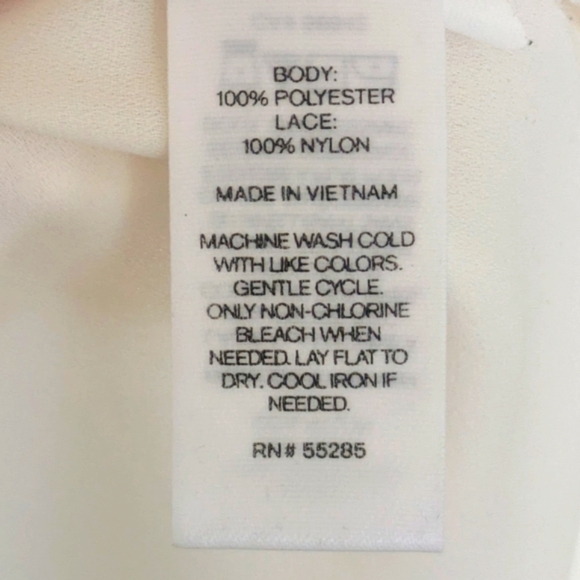 BODY:
100% POLYESTER
LACE:
100% NYLON
MADE IN VIETNAM
MACHINE WASH COLD
WITH LIKE COLORS.
GENTLE CYCLE.
ONLY NON-CHLORINE
BLEACH WHEN
NEEDED. LAY FLAT TO
DRY. COOL IRON IF
NEEDED.
RN# 55285